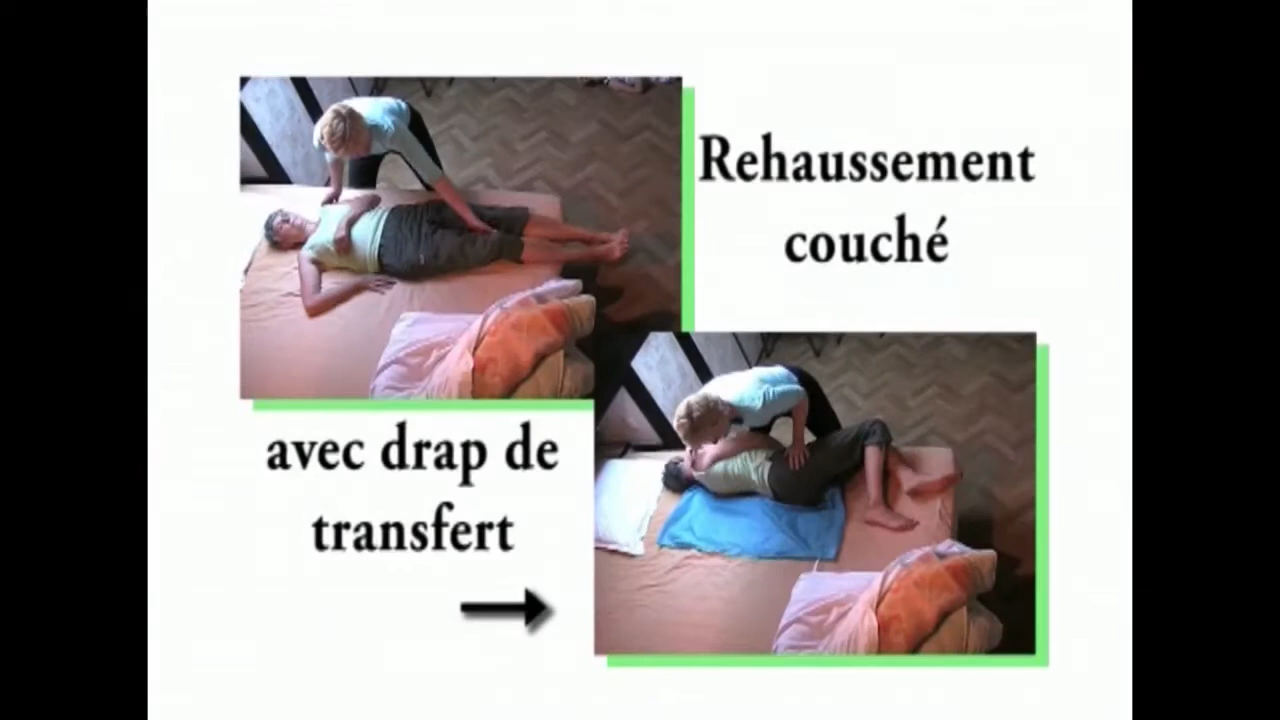 Rehaussement
couché
avec drap de
transfert